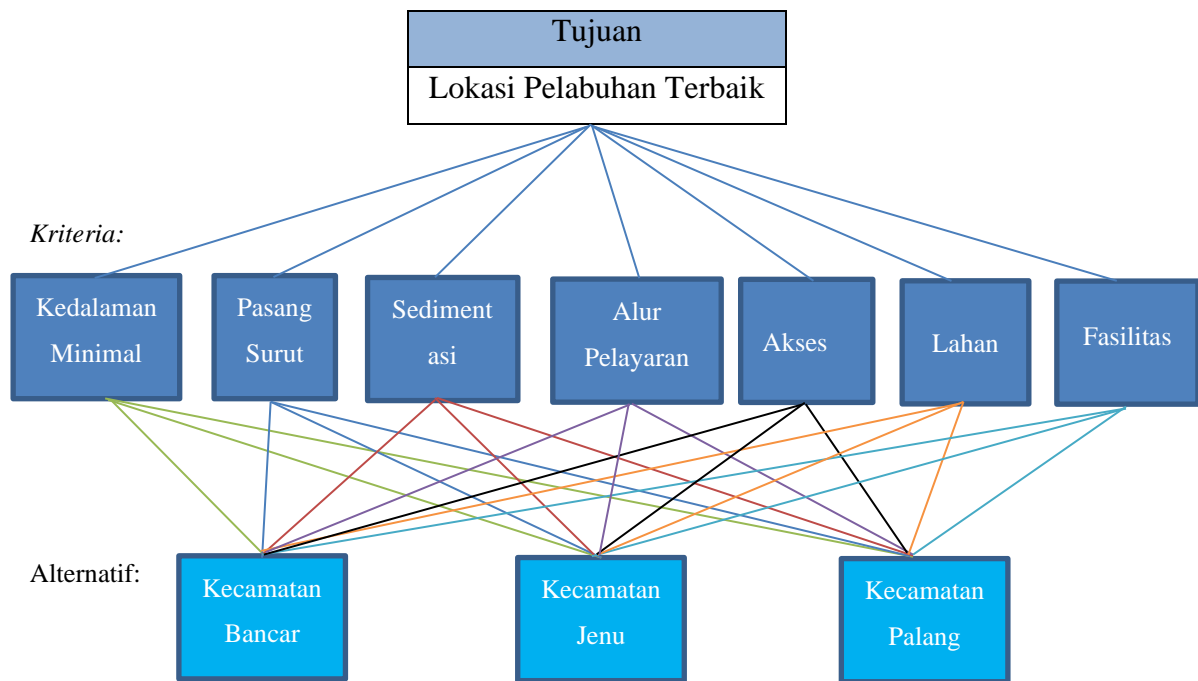 Tujuan
Lokasi Pelabuhan Terbaik
Kriteria:
Kedalaman
Minimal
Pasang
Surut
Sediment
asi
Alur
Pelayaran
Akses
Lahan
Fasilitas
Alternatif:
Kecamatan
Bancar
Kecamatan
Jenu
Kecamatan
Palang